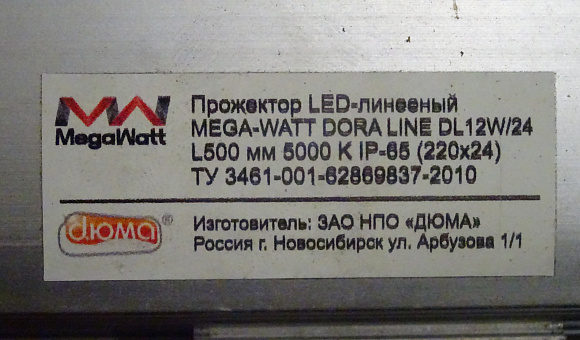 MegaWatt
Прожектор LED-линееный
MEGA-WATT DORA LINE DL12W/24
L500 мм 5000 K IP-65 (220x24)
ТУ 3461-001-62869837-2010
дюма®
Изготовитель: ЗАО НПО «ДЮМА»
Россия г. Новосибирск ул. Арбузова 1/1